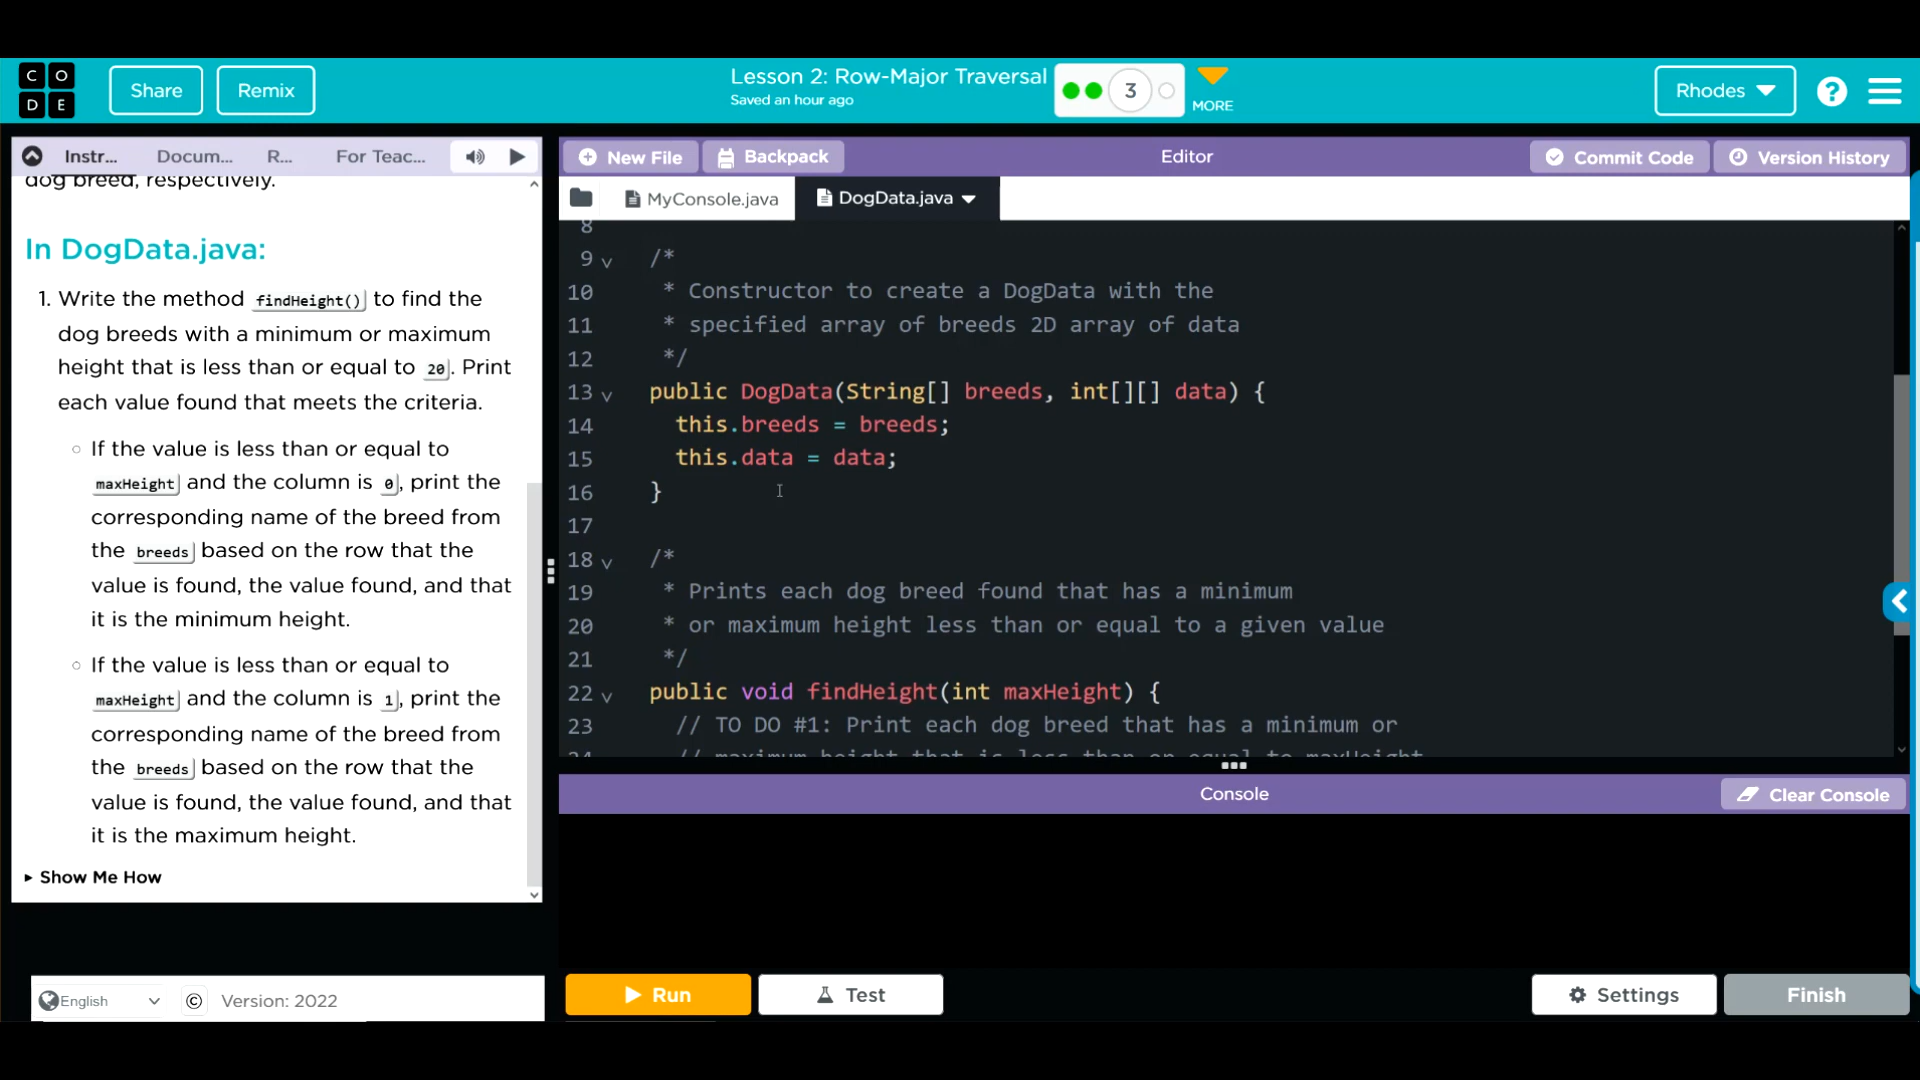 C O
D E
Share
Remix
Lesson 2: Row-Major Traversal
Saved an hour ago
3
MORE
Rhodes
?
Instr...
Docum...
R...
For Teac...
dog breed, respectively.
In DogData.java:
1. Write the method findHeight() to find the
dog breeds with a minimum or maximum
height that is less than or equal to 20. Print
each value found that meets the criteria.
If the value is less than or equal to
maxHeight and the column is 0, print the
corresponding name of the breed from
the breeds based on the row that the
value is found, the value found, and that
it is the minimum height.
If the value is less than or equal to
maxHeight and the column is 1, print the
corresponding name of the breed from
the breeds based on the row that the
value is found, the value found, and that
it is the maximum height.
Show Me How
English
© Version: 2022
New File
Backpack
Editor
Commit Code
Version History
MyConsole.java
DogData.java
8
9 /*
10 * Constructor to create a DogData with the
11 * specified array of breeds 2D array of data
12 */
13 public DogData(String[] breeds, int[][] data) {
14 this.breeds = breeds;
15 this.data = data;
16 }
17
18 /*
19 * Prints each dog breed found that has a minimum
20 * or maximum height less than or equal to a given value
21 */
22 public void findHeight(int maxHeight) {
23 // TO DO #1: Print each dog breed that has a minimum or
24 // maximum height that is less than or equal to maxHeight
Console
Clear Console
Run
Test
Settings
Finish